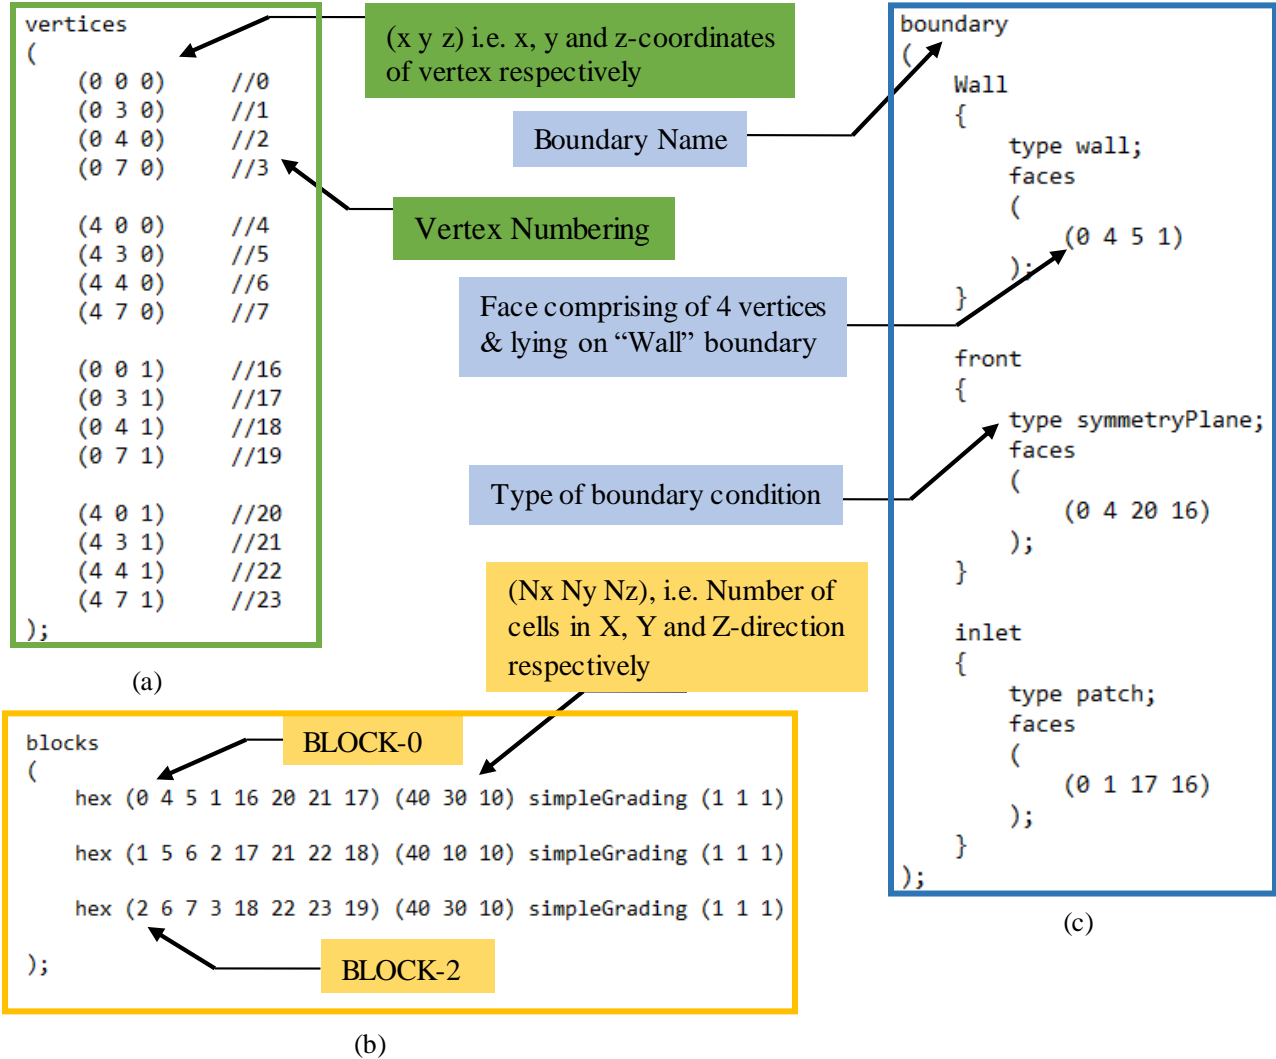 vertices
(
(0 0 0) //0
(0 3 0) //1
(0 4 0) //2
(0 7 0) //3
(4 0 0) //4
(4 3 0) //5
(4 4 0) //6
(4 7 0) //7
(0 0 1) //16
(0 3 1) //17
(0 4 1) //18
(0 7 1) //19
(4 0 1) //20
(4 3 1) //21
(4 4 1) //22
(4 7 1) //23
);
(a)
(x y z) i.e. x, y and z-coordinates
of vertex respectively
Vertex Numbering
Boundary Name
Face comprising of 4 vertices
& lying on “Wall” boundary
Type of boundary condition
(Nx Ny Nz), i.e. Number of
cells in X, Y and Z-direction
respectively
blocks
(
BLOCK-0
hex (0 4 5 1 16 20 21 17) (40 30 10) simpleGrading (1 1 1)
hex (1 5 6 2 17 21 22 18) (40 10 10) simpleGrading (1 1 1)
hex (2 6 7 3 18 22 23 19) (40 30 10) simpleGrading (1 1 1)
);
BLOCK-2
(b)
boundary
(
Wall
{
type wall;
faces
(
(0 4 5 1)
);
}
front
{
type symmetryPlane;
faces
(
(0 4 20 16)
);
}
inlet
{
type patch;
faces
(
(0 1 17 16)
);
}
);
(c)